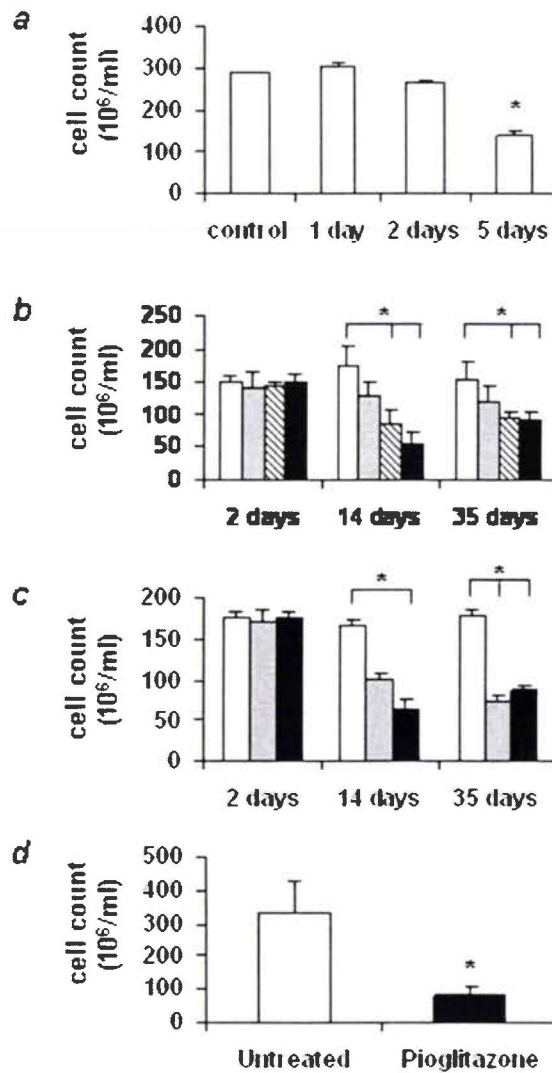 a
cell count
(10⁶/ml)
400
300
200
100
0
*
control 1 day 2 days 5 days
b
cell count
(10⁶/ml)
250
200
150
100
50
0
* *
2 days 14 days 35 days
c
cell count
(10⁶/ml)
200
150
100
50
0
* *
2 days 14 days 35 days
d
cell count
(10⁶/ml)
500
400
300
200
100
0
*
Untreated Pioglitazone